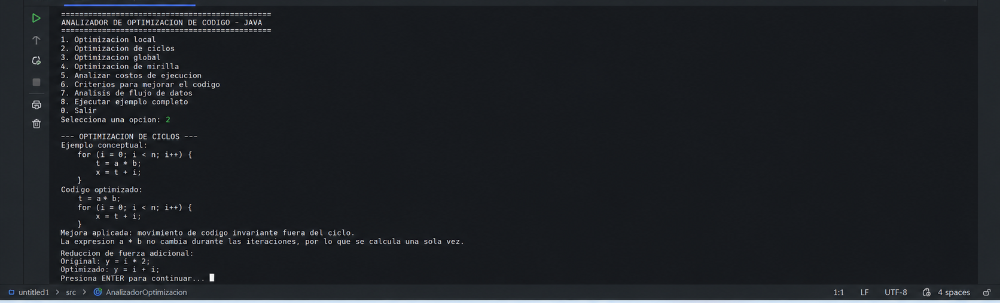 =============================================
ANALIZADOR DE OPTIMIZACION DE CODIGO - JAVA
=============================================
1. Optimizacion local
2. Optimizacion de ciclos
3. Optimizacion global
4. Optimizacion de mirilla
5. Analizar costos de ejecucion
6. Criterios para mejorar el codigo
7. Analisis de flujo de datos
8. Ejecutar ejemplo completo
0. Salir
Selecciona una opcion: 2
--- OPTIMIZACION DE CICLOS ---
Ejemplo conceptual:
for (i = 0; i < n; i++) {
t = a * b;
x = t + i;
}
Codigo optimizado:
t = a * b;
for (i = 0; i < n; i++) {
x = t + i;
}
Mejora aplicada: movimiento de codigo invariante fuera del ciclo.
La expresion a * b no cambia durante las iteraciones, por lo que se calcula una sola vez.
Reduccion de fuerza adicional:
Original: y = i * 2;
Optimizado: y = i + i;
Presiona ENTER para continuar...
untitled1 > src > AnalizadorOptimizacion 1:1 LF UTF-8 4 spaces